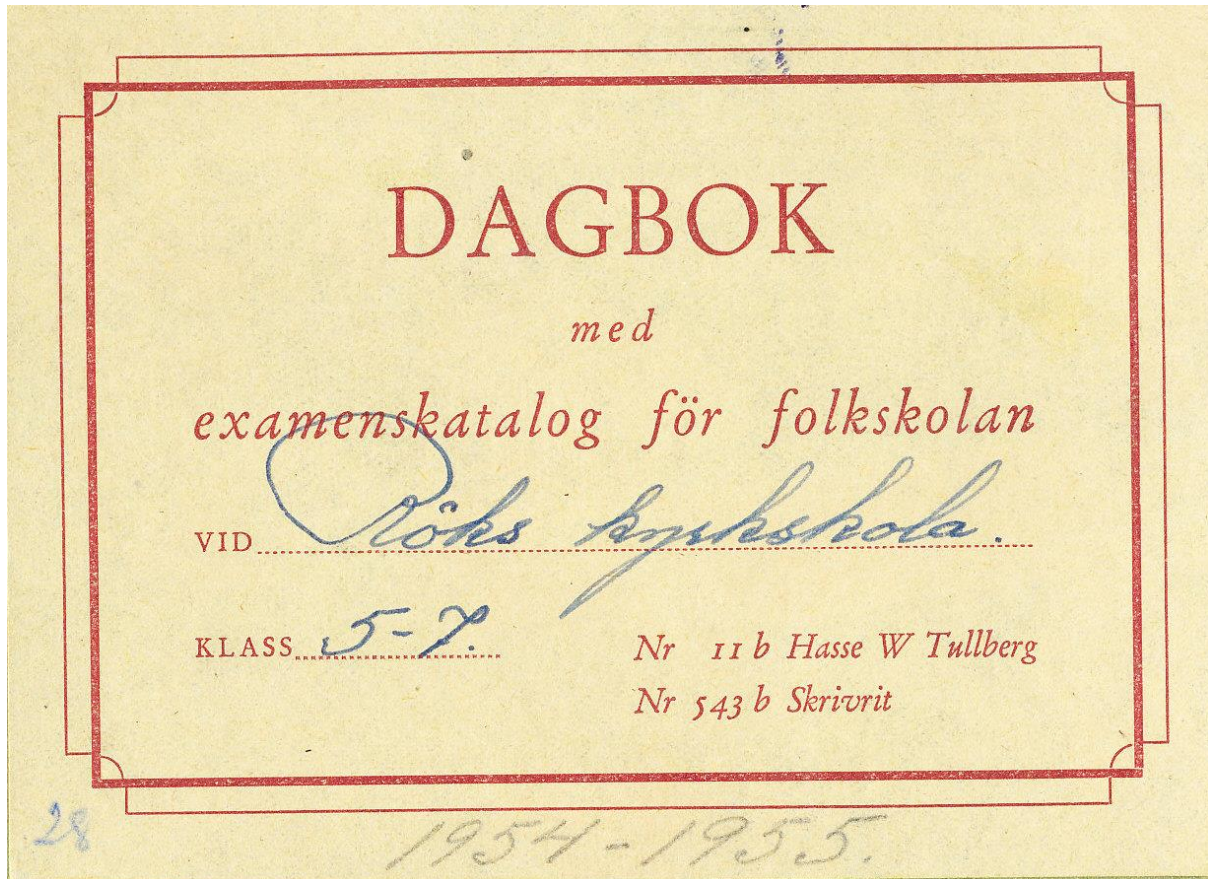 DAGBOK
med
examenskatalog för folkskolan
VID Röks kyrkskola.
KLASS 5-7.
Nr 11 b Hasse W Tullberg
Nr 543 b Skrivrit
28
1954-1955.